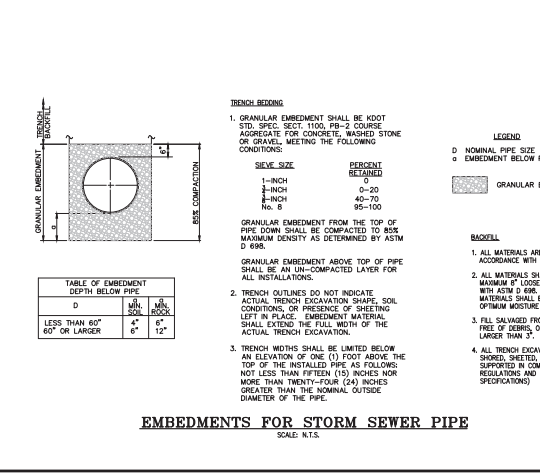 TRENCH
BACKFILL
GRANULAR EMBEDMENT
6"
85% COMPACTION
a
TABLE OF EMBEDMENT
DEPTH BELOW PIPE
D
a
MIN.
SOIL
a
MIN.
ROCK
LESS THAN 60" 4" 6"
60" OR LARGER 6" 12"
TRENCH BEDDING
1. GRANULAR EMBEDMENT SHALL BE KDOT
STD. SPEC. SECT. 1100, PB-2 COURSE
AGGREGATE FOR CONCRETE, WASHED STONE
OR GRAVEL, MEETING THE FOLLOWING
CONDITIONS:
SIEVE SIZE PERCENT
RETAINED
1-INCH 0
-INCH 0-20
-INCH 40-70
No. 8 95-100
GRANULAR EMBEDMENT FROM THE TOP OF
PIPE DOWN SHALL BE COMPACTED TO 85%
MAXIMUM DENSITY AS DETERMINED BY ASTM
D 698.
GRANULAR EMBEDMENT ABOVE TOP OF PIPE
SHALL BE AN UN-COMPACTED LAYER FOR
ALL INSTALLATIONS.
2. TRENCH OUTLINES DO NOT INDICATE
ACTUAL TRENCH EXCAVATION SHAPE, SOIL
CONDITIONS, OR PRESENCE OF SHEETING
LEFT IN PLACE. EMBEDMENT MATERIAL
SHALL EXTEND THE FULL WIDTH OF THE
ACTUAL TRENCH EXCAVATION.
3. TRENCH WIDTHS SHALL BE LIMITED BELOW
AN ELEVATION OF ONE (1) FOOT ABOVE THE
TOP OF THE INSTALLED PIPE AS FOLLOWS:
NOT LESS THAN FIFTEEN (15) INCHES NOR
MORE THAN TWENTY-FOUR (24) INCHES
GREATER THAN THE NOMINAL OUTSIDE
DIAMETER OF THE PIPE.
LEGEND
D NOMINAL PIPE SIZE
a EMBEDMENT BELOW
GRANULAR
BACKFILL
1. ALL MATERIALS
ACCORDANCE WITH
2. ALL MATERIALS
MAXIMUM 8" LOOSE
WITH ASTM D 698.
MATERIALS SHALL
OPTIMUM MOISTURE
3. FILL SALVAGED
FREE OF DEBRIS,
LARGER THAN 3".
4. ALL TRENCH
SHORED, SHEETED,
SUPPORTED IN
REGULATIONS AND
SPECIFICATIONS)
EMBEDMENTS FOR STORM SEWER PIPE
SCALE: N.T.S.